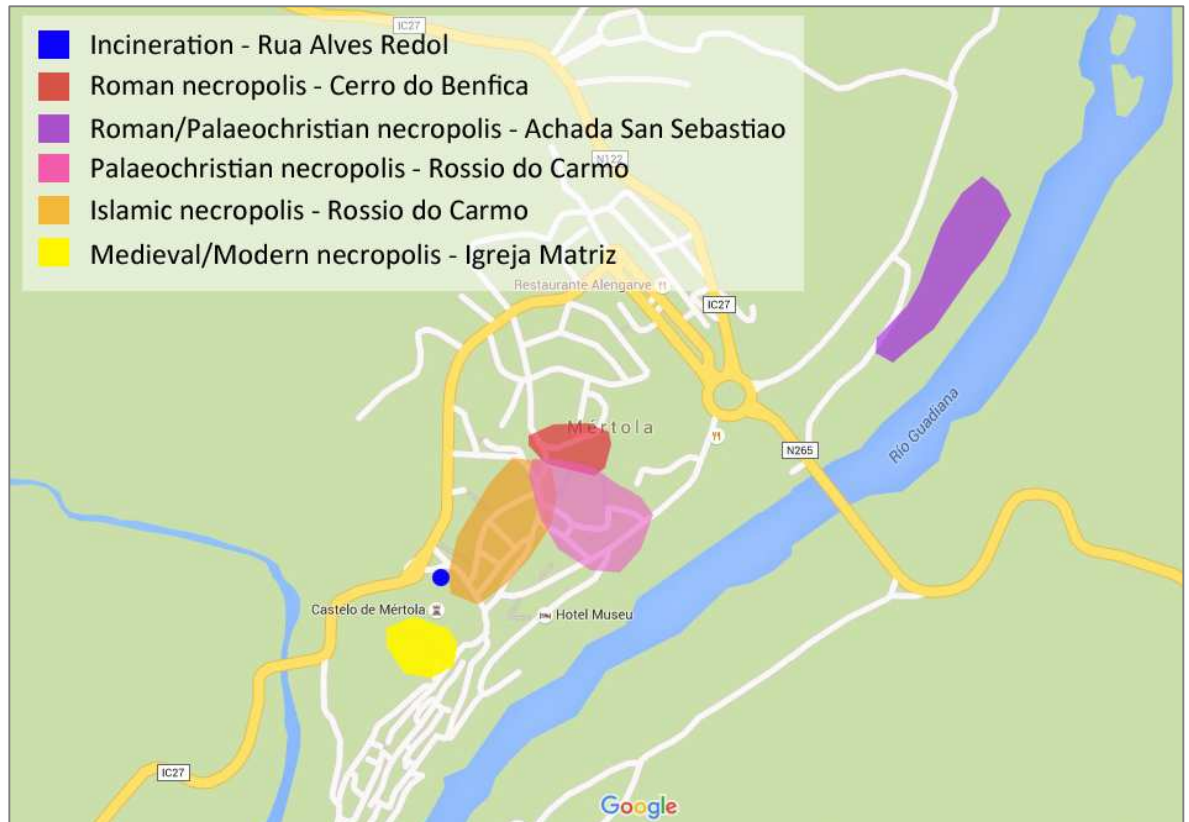 IC27
Incineration - Rua Alves Redol
Roman necropolis - Cerro do Benfica
Roman/Palaeochristian necropolis - Achada San Sebastiao
N122
Palaeochristian necropolis - Rossio do Carmo
Islamic necropolis - Rossio do Carmo
Medieval/Modern necropolis - Igreja Matriz
Restaurante Alengarve
IC27
Mértola
Río Guadiana
N265
Castelo de Mértola
Hotel Museu
IC27
Google